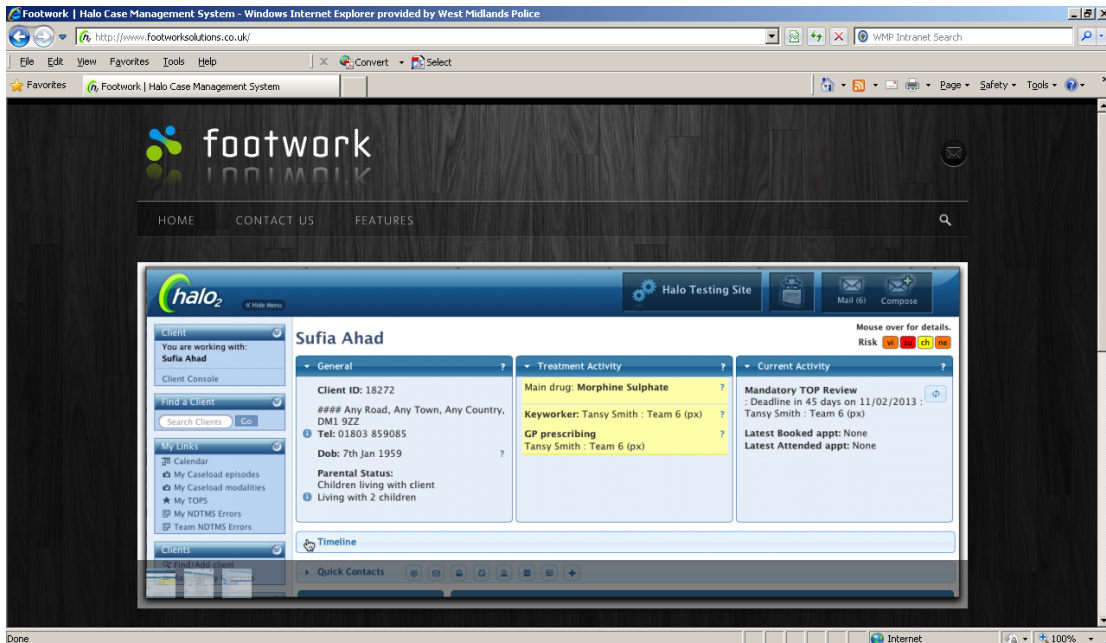 Footwork | Halo Case Management System - Windows Internet Explorer provided by West Midlands Police
http://www.footworksolutions.co.uk/
WMP Intranet Search
File Edit View Favorites Tools Help
Convert Select
Favorites
Footwork | Halo Case Management System
Page Safety Tools
footwork
HOME CONTACT US FEATURES
halo2
« Hide Menu
Halo Testing Site
Mail (6) Compose
Client
You are working with:
Sufia Ahad
Client Console
Find a Client
Search Clients Go
My Links
Calendar
My Caseload episodes
My Caseload modalities
My TOPS
My NDTMS Errors
Team NDTMS Errors
Clients
Find/Add client
Sufia Ahad
Mouse over for details.
Risk vi su ch ne
General ?
Client ID: 18272
#### Any Road, Any Town, Any Country,
DM1 9ZZ
Tel: 01803 859085
Dob: 7th Jan 1959 ?
Parental Status:
Children living with client
Living with 2 children
Treatment Activity ?
Main drug: Morphine Sulphate ?
Keyworker: Tansy Smith : Team 6 (px) ?
GP prescribing ?
Tansy Smith : Team 6 (px)
Current Activity ?
Mandatory TOP Review
: Deadline in 45 days on 11/02/2013 :
Tansy Smith : Team 6 (px)
Latest Booked appt: None
Latest Attended appt: None
Timeline
Quick Contacts
Done
Internet
100%